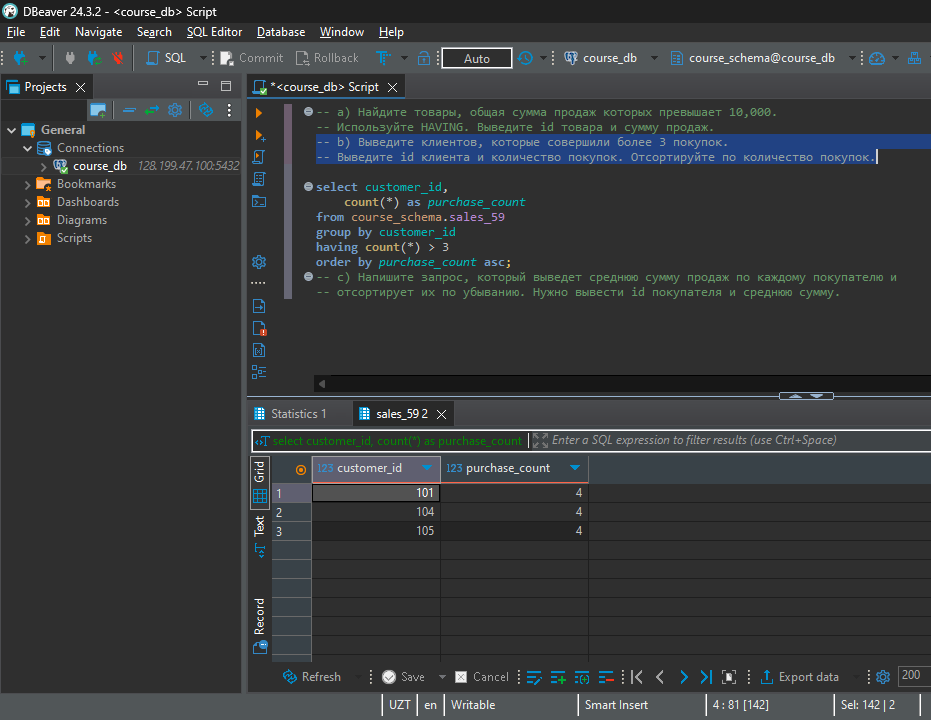 DBeaver 24.3.2 - <course_db> Script
File Edit Navigate Search SQL Editor Database Window Help
SQL Commit Rollback Auto course_db course_schema@course_db
Projects
*<course_db> Script
General
Connections
course_db 128.199.47.100:5432
Bookmarks
Dashboards
Diagrams
Scripts
-- a) Найдите товары, общая сумма продаж которых превышает 10,000.
-- Используйте HAVING. Выведите id товара и сумму продаж.
-- b) Выведите клиентов, которые совершили более 3 покупок.
-- Выведите id клиента и количество покупок. Отсортируйте по количество покупок.
select customer_id,
count(*) as purchase_count
from course_schema.sales_59
group by customer_id
having count(*) > 3
order by purchase_count asc;
-- c) Напишите запрос, который выведет среднюю сумму продаж по каждому покупателю и
-- отсортирует их по убыванию. Нужно вывести id покупателя и среднюю сумму.
Statistics 1 sales_59 2
select customer_id, count(*) as purchase_count Enter a SQL expression to filter results (use Ctrl+Space)
Grid
Text
Record
123 customer_id 123 purchase_count
1 101 4
2 104 4
3 105 4
Refresh Save Cancel Export data 200
UZT en Writable Smart Insert 4 : 81 [142] Sel: 142 | 2